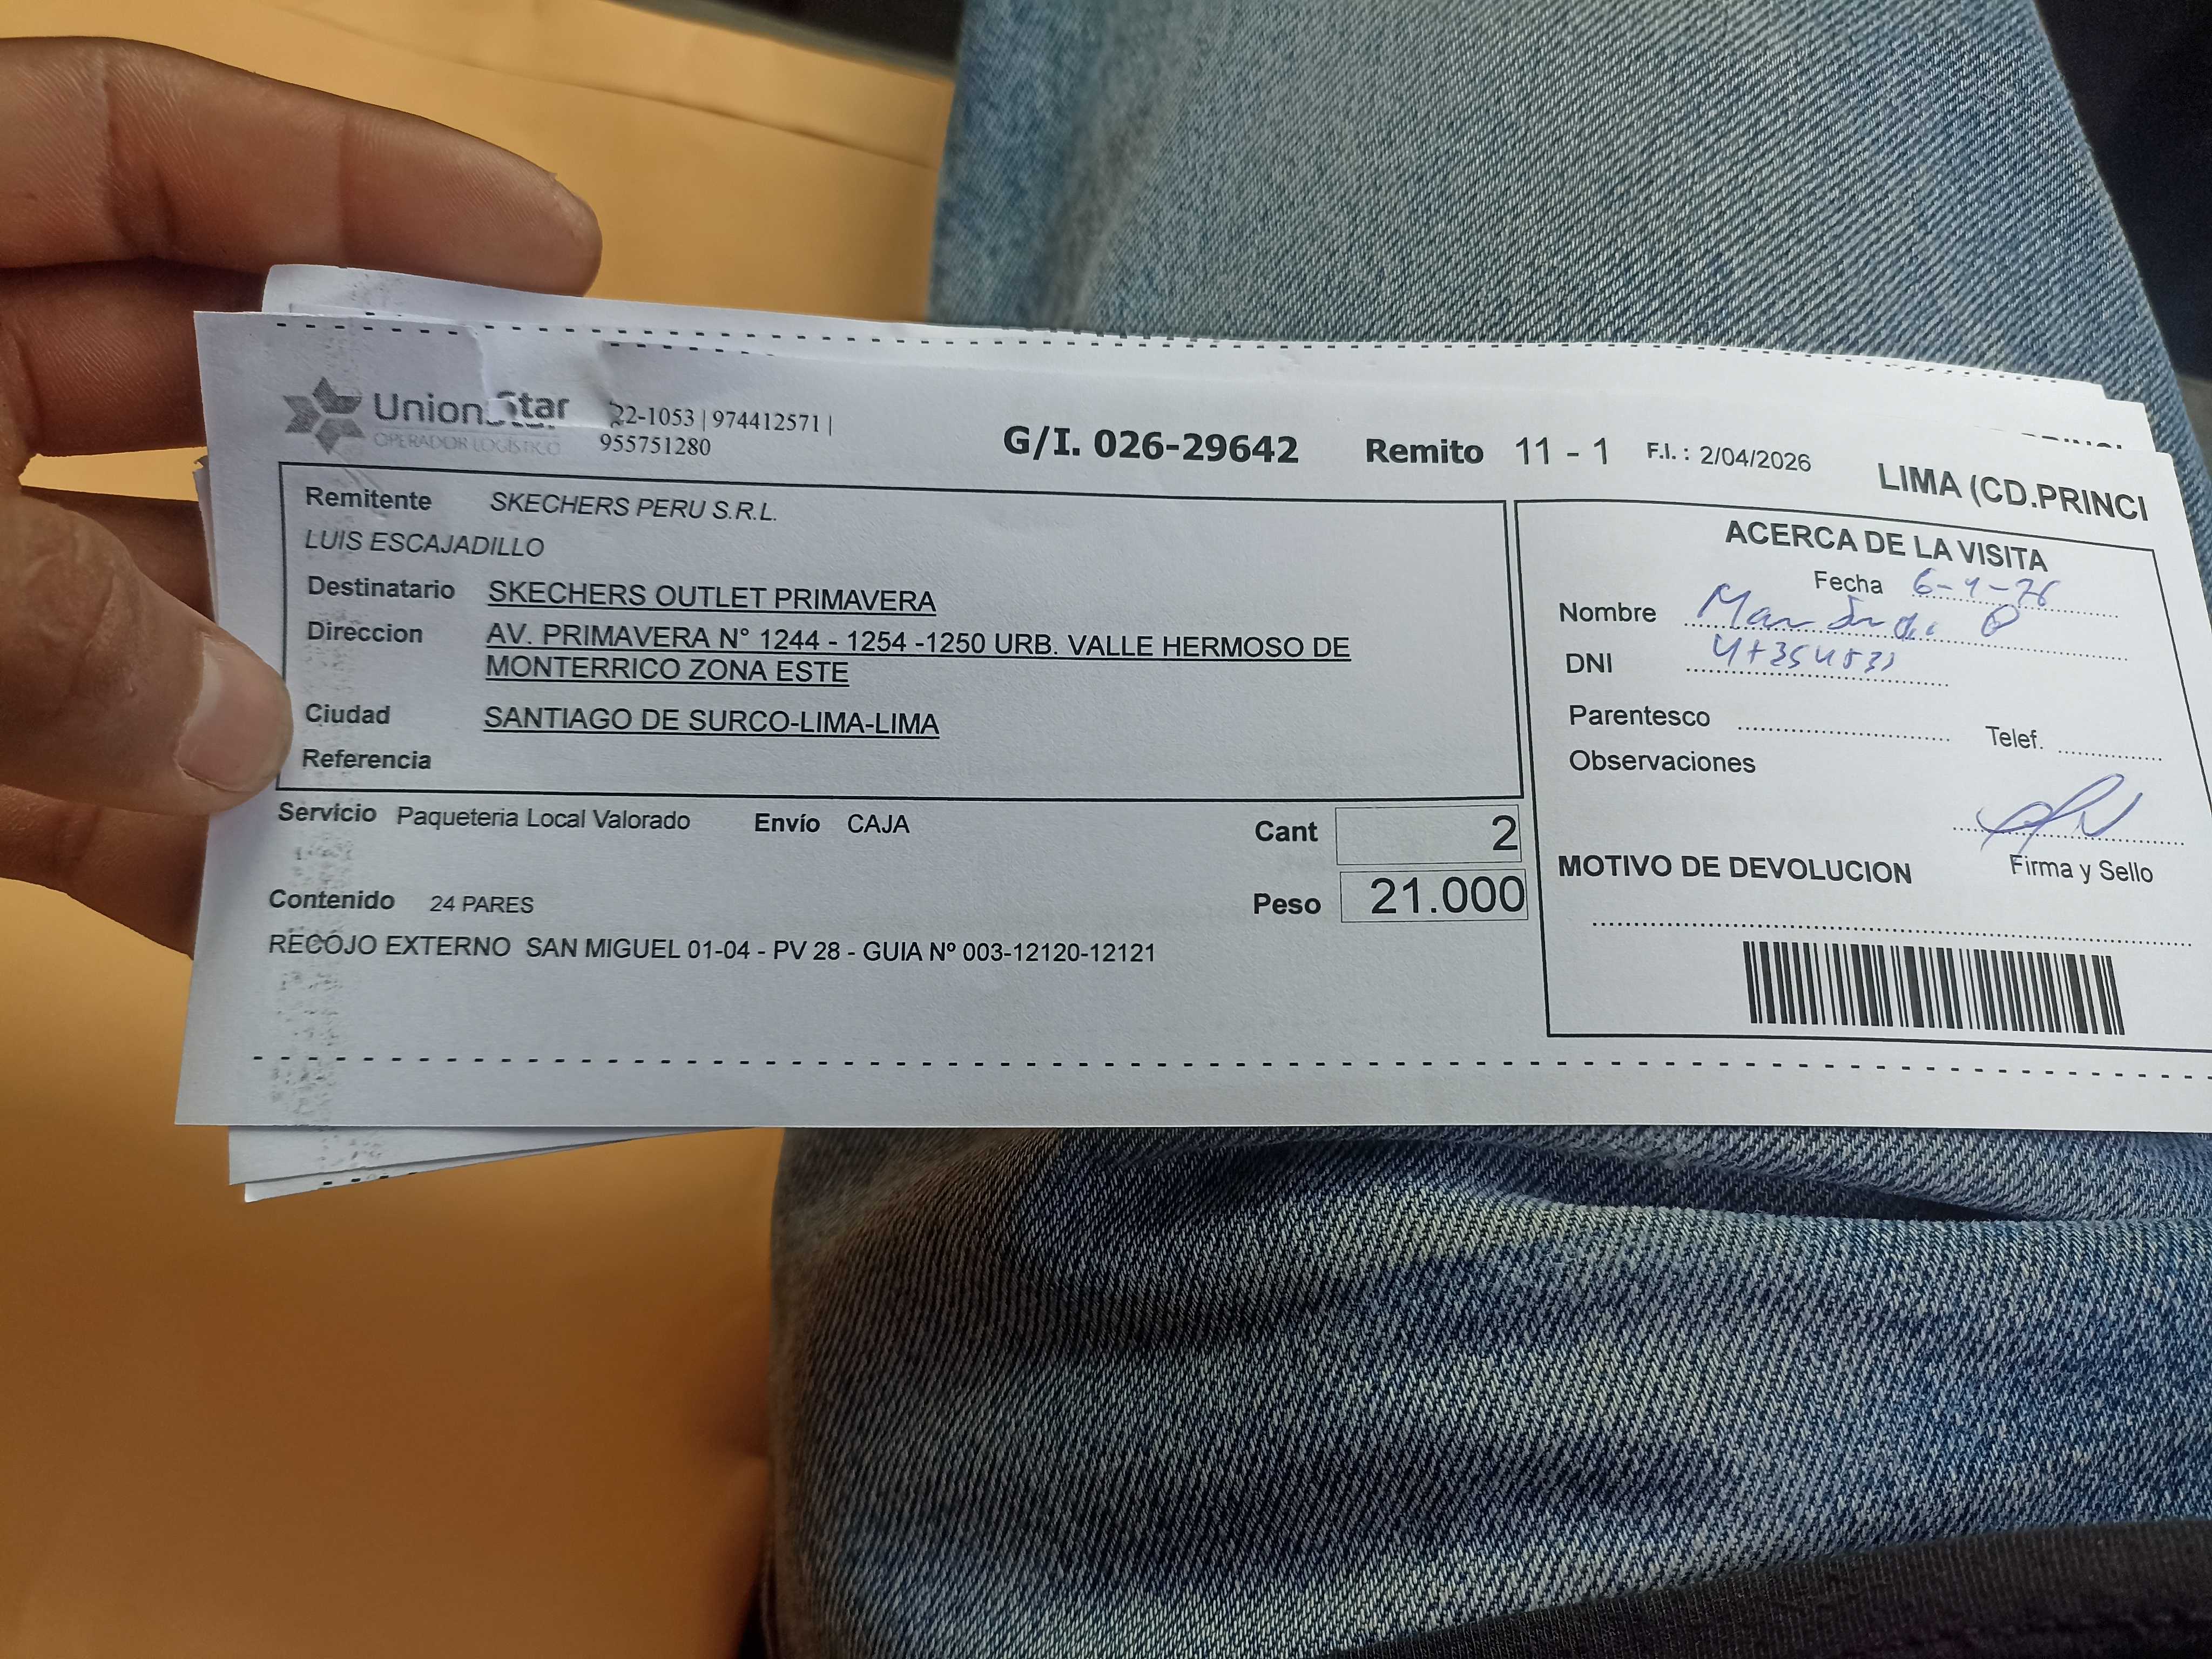 Union Star
OPERADOR LOGÍSTICO
22-1053 | 974412571 |
955751280
G/I. 026-29642 Remito 11 - 1 F.I. : 2/04/2026 LIMA (CD.PRINCI
Remitente SKECHERS PERU S.R.L.
LUIS ESCAJADILLO
Destinatario SKECHERS OUTLET PRIMAVERA
Direccion AV. PRIMAVERA N° 1244 - 1254 -1250 URB. VALLE HERMOSO DE
MONTERRICO ZONA ESTE
Ciudad SANTIAGO DE SURCO-LIMA-LIMA
Referencia
Servicio Paqueteria Local Valorado Envío CAJA
Cant 2
Contenido 24 PARES
Peso 21.000
RECOJO EXTERNO SAN MIGUEL 01-04 - PV 28 - GUIA Nº 003-12120-12121
ACERCA DE LA VISITA
Fecha
Nombre
DNI
Parentesco
Telef.
Observaciones
Firma y Sello
MOTIVO DE DEVOLUCION